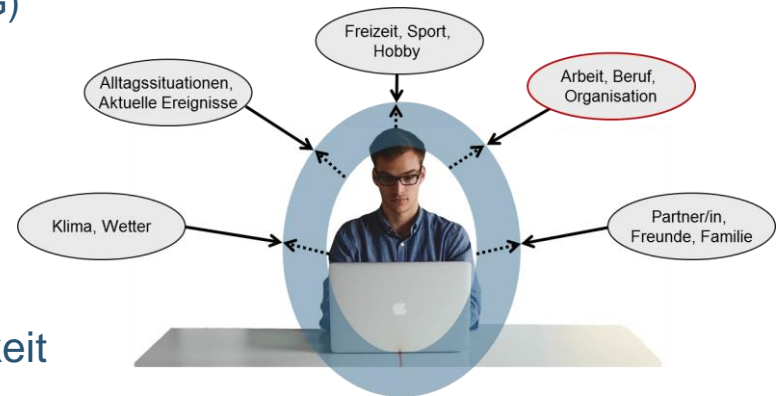 G)
Freizeit, Sport,
Hobby
Alltagssituationen,
Aktuelle Ereignisse
Arbeit, Beruf,
Organisation
Klima, Wetter
Partner/in,
Freunde, Familie
keit